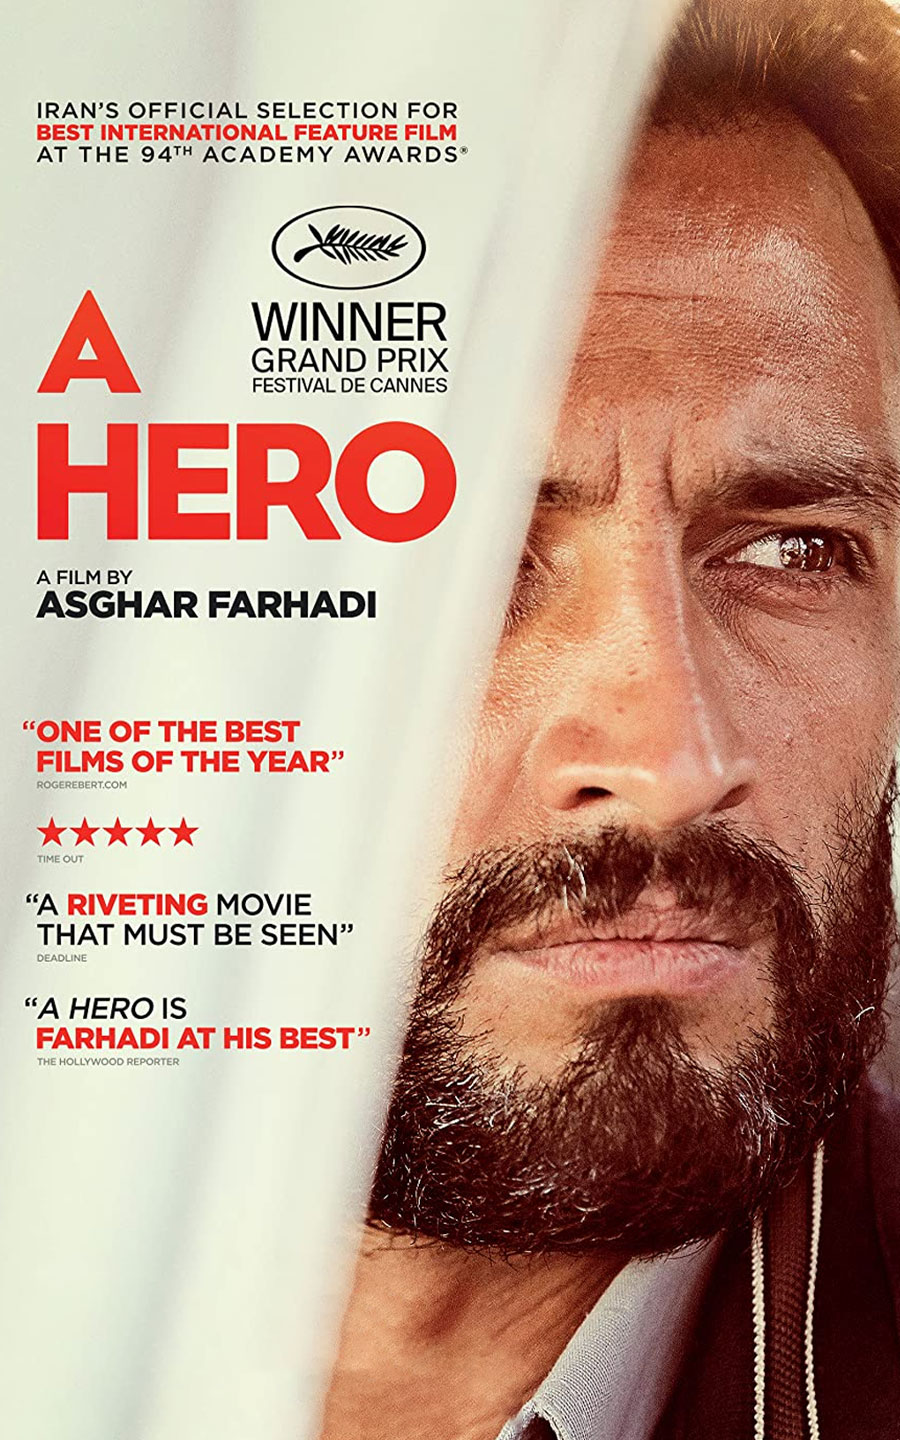 IRAN'S OFFICIAL SELECTION FOR
BEST INTERNATIONAL FEATURE FILM
AT THE 94TH ACADEMY AWARDS®
WINNER
GRAND PRIX
FESTIVAL DE CANNES
A
HERO
A FILM BY
ASGHAR FARHADI
“ONE OF THE BEST
FILMS OF THE YEAR”
ROGEREBERT.COM
★★★★★
TIME OUT
“A RIVETING MOVIE
THAT MUST BE SEEN”
DEADLINE
“A HERO IS
FARHADI AT HIS BEST”
THE HOLLYWOOD REPORTER